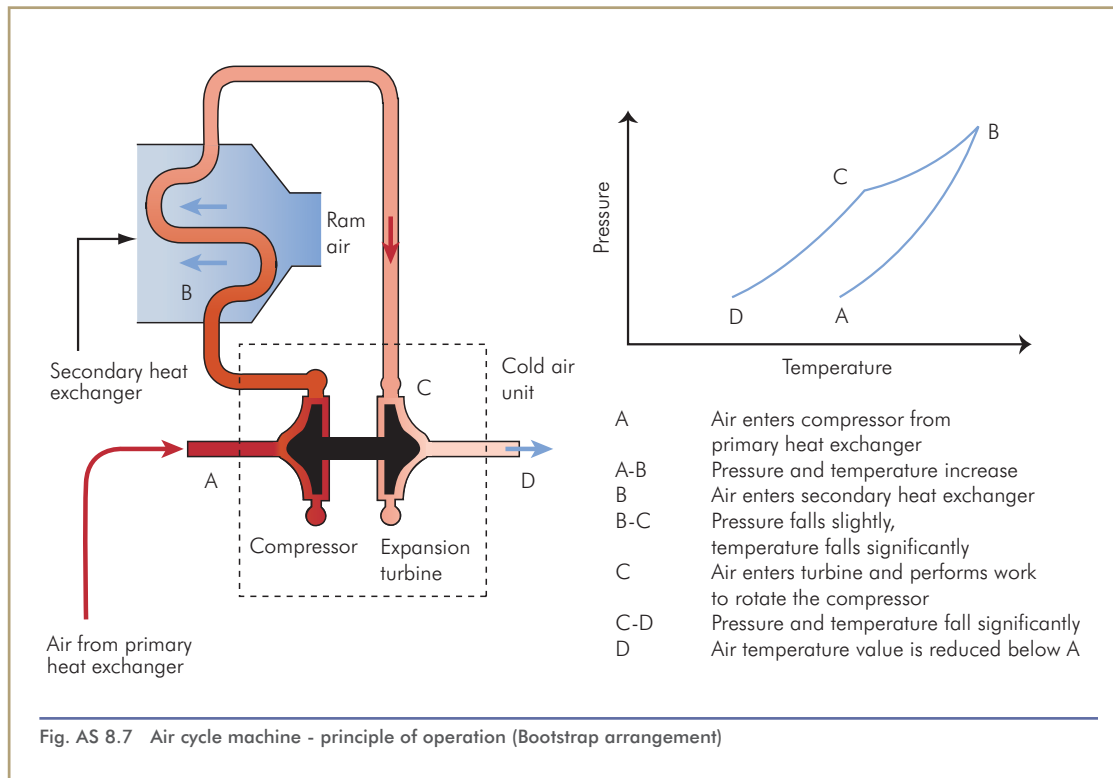 Ram
air
B
Secondary heat
exchanger
Cold air
unit
C
A
D
Compressor
Expansion
turbine
Air from primary
heat exchanger
Pressure
B
C
D
A
Temperature
A Air enters compressor from
primary heat exchanger
A-B Pressure and temperature increase
B Air enters secondary heat exchanger
B-C Pressure falls slightly,
temperature falls significantly
C Air enters turbine and performs work
to rotate the compressor
C-D Pressure and temperature fall significantly
D Air temperature value is reduced below A
Fig. AS 8.7 Air cycle machine - principle of operation (Bootstrap arrangement)